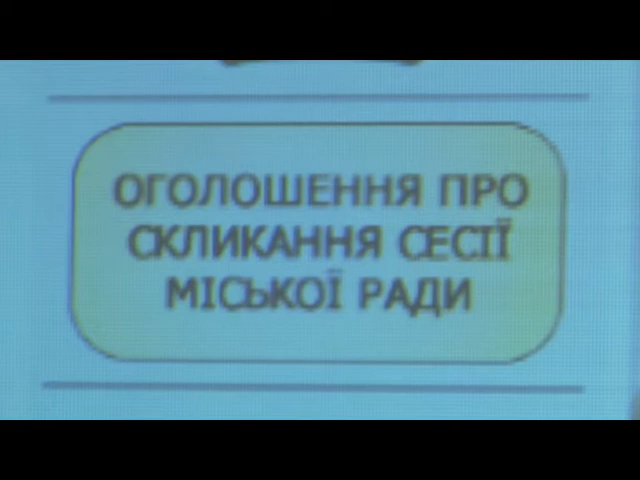 ОГОЛОШЕННЯ ПРО
СКЛИКАННЯ СЕСІЇ
МІСЬКОЇ РАДИ